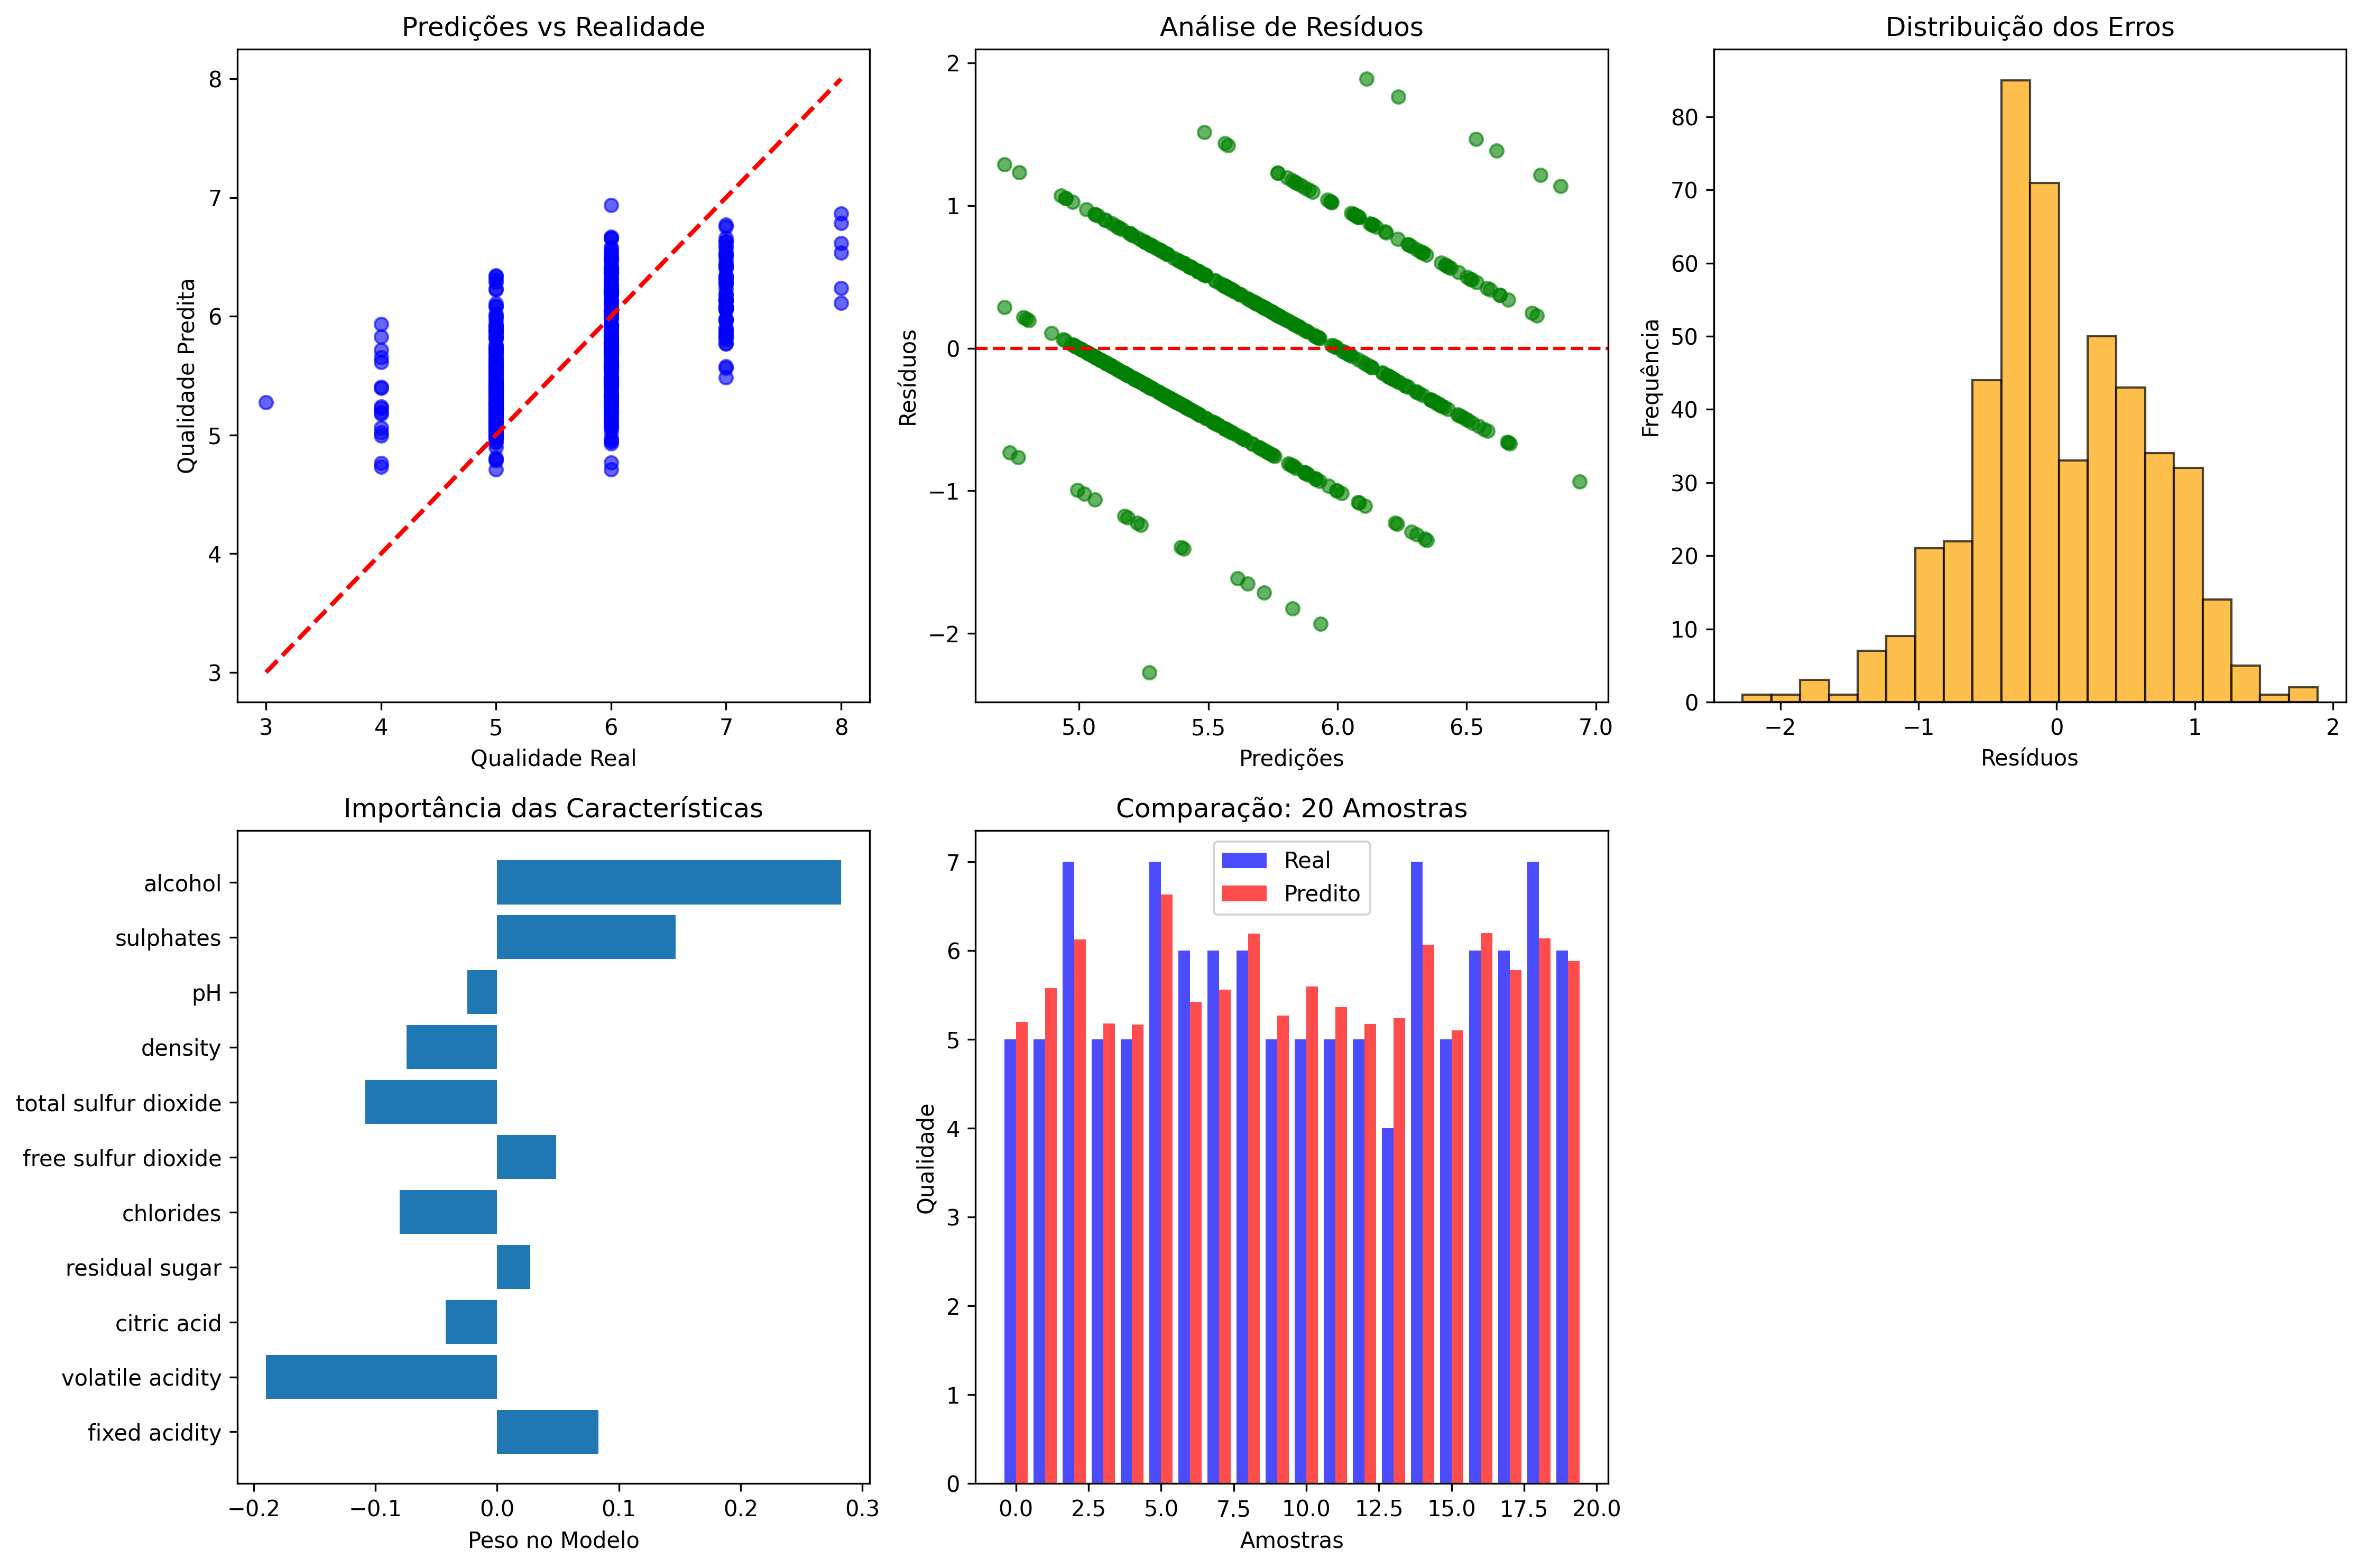 Predições vs Realidade
Qualidade Predita
8
7
6
5
4
3
3 4 5 6 7 8
Qualidade Real
Análise de Resíduos
Resíduos
2
1
0
−1
−2
5.0 5.5 6.0 6.5 7.0
Predições
Distribuição dos Erros
Frequência
80
70
60
50
40
30
20
10
0
−2 −1 0 1 2
Resíduos
Importância das Características
alcohol
sulphates
pH
density
total sulfur dioxide
free sulfur dioxide
chlorides
residual sugar
citric acid
volatile acidity
fixed acidity
−0.2 −0.1 0.0 0.1 0.2 0.3
Peso no Modelo
Comparação: 20 Amostras
Real
Predito
Qualidade
7
6
5
4
3
2
1
0
0.0 2.5 5.0 7.5 10.0 12.5 15.0 17.5 20.0
Amostras